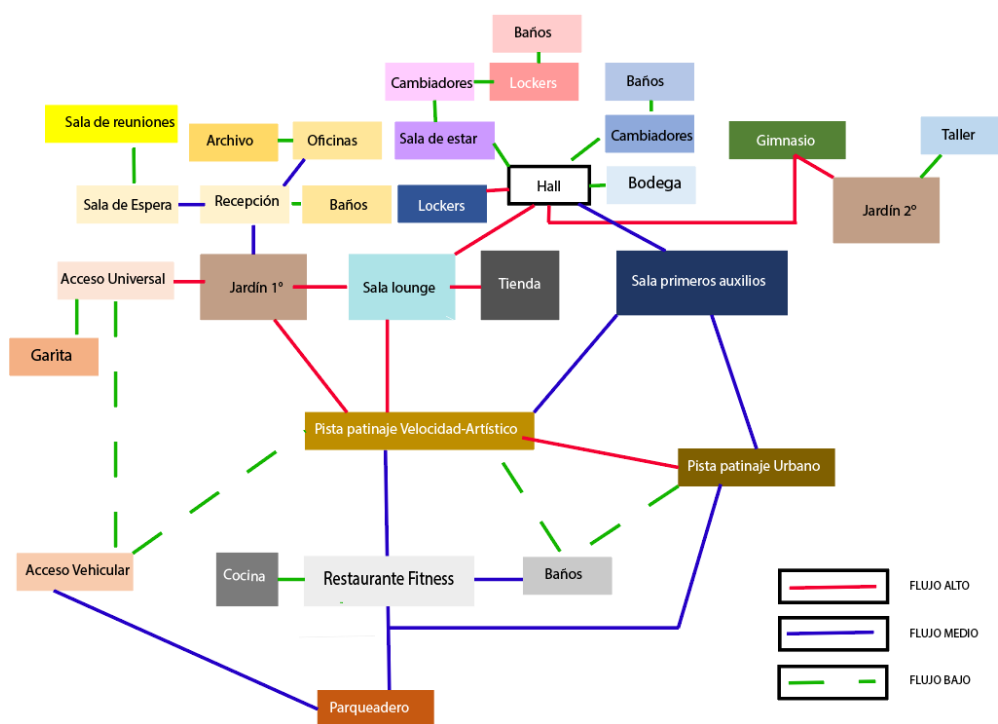 Baños
Cambiadores
Lockers
Baños
Sala de reuniones
Archivo
Oficinas
Sala de estar
Cambiadores
Gimnasio
Taller
Sala de Espera
Recepción
Baños
Lockers
Hall
Bodega
Jardín 2º
Acceso Universal
Jardín 1º
Sala lounge
Tienda
Sala primeros auxilios
Garita
Pista patinaje Velocidad-Artístico
Pista patinaje Urbano
Acceso Vehicular
Cocina
Restaurante Fitness
Baños
FLUJO ALTO
FLUJO MEDIO
FLUJO BAJO
Parqueadero